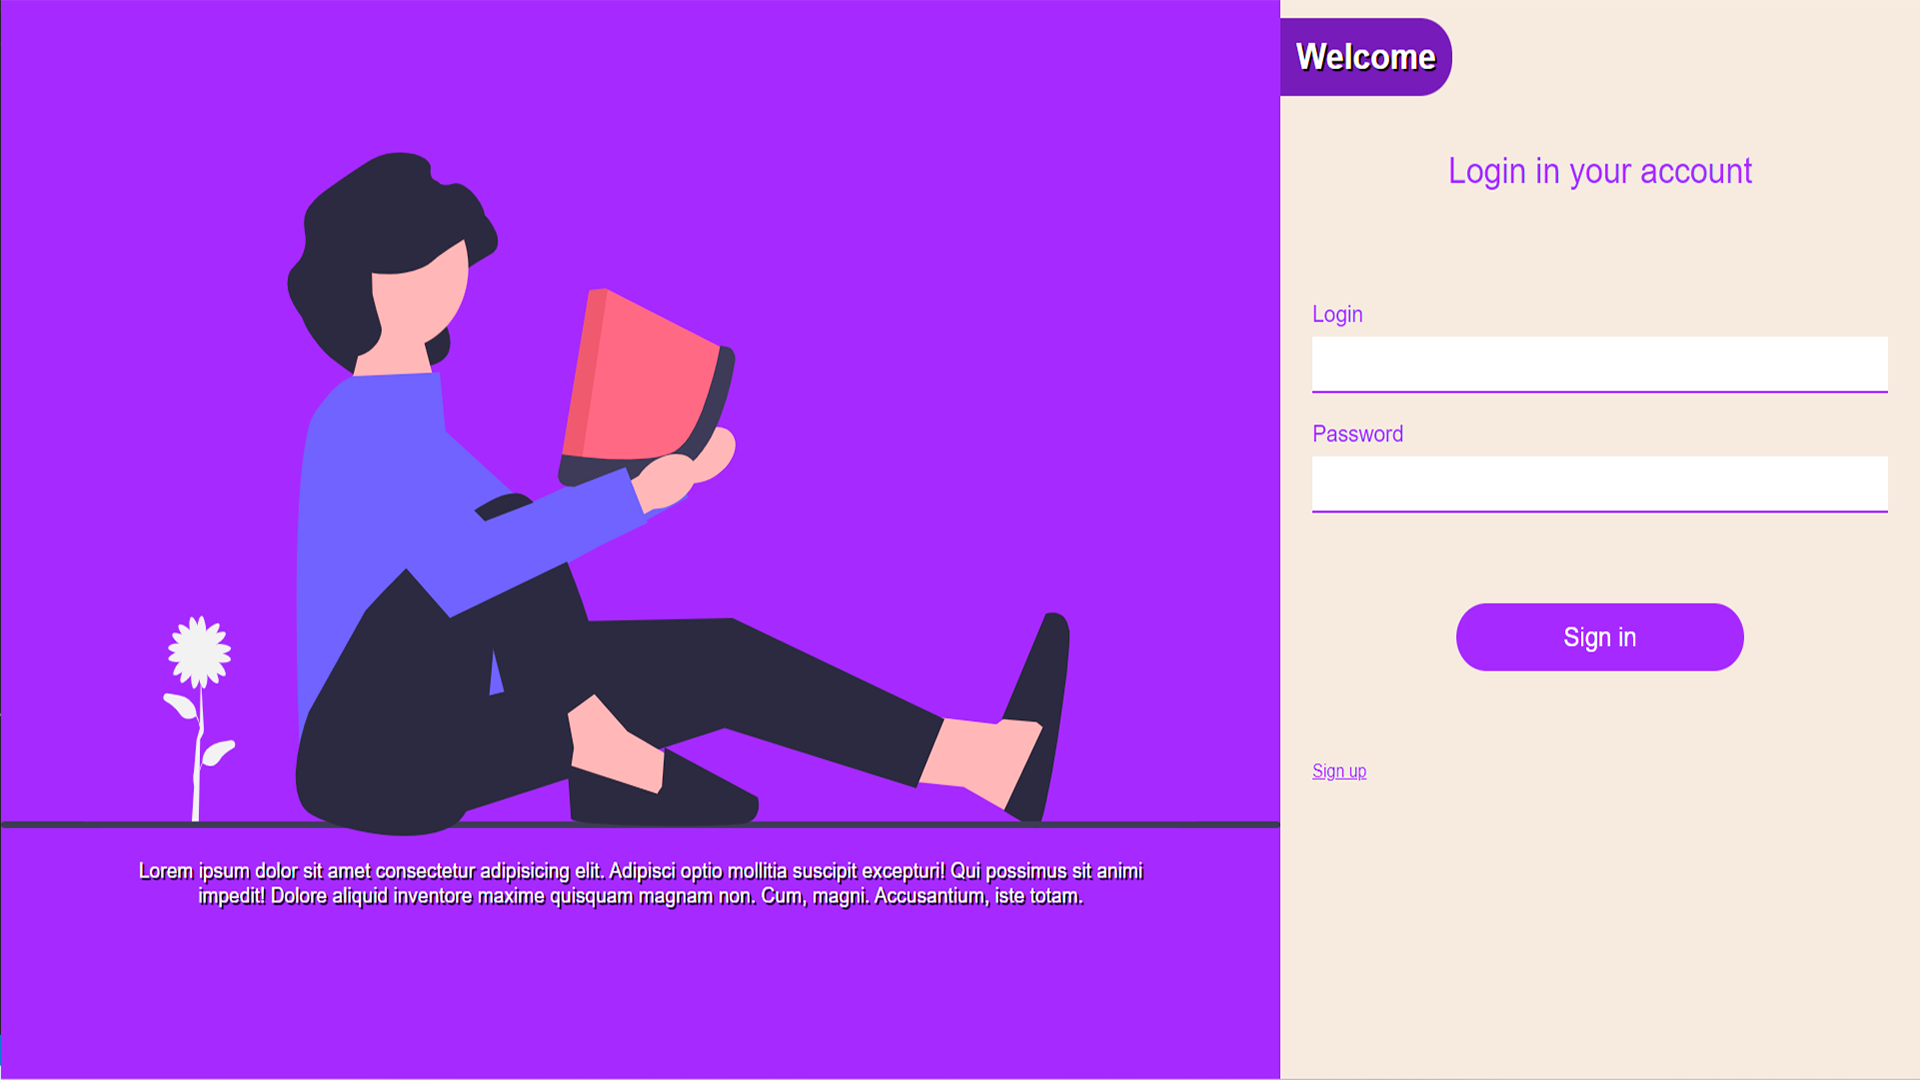 Welcome
Login in your account
Login
Password
Sign in
Sign up
Lorem ipsum dolor sit amet consectetur adipisicing elit. Adipisci optio mollitia suscipit excepturi! Qui possimus sit animi
impedit! Dolore aliquid inventore maxime quisquam magnam non. Cum, magni. Accusantium, iste totam.